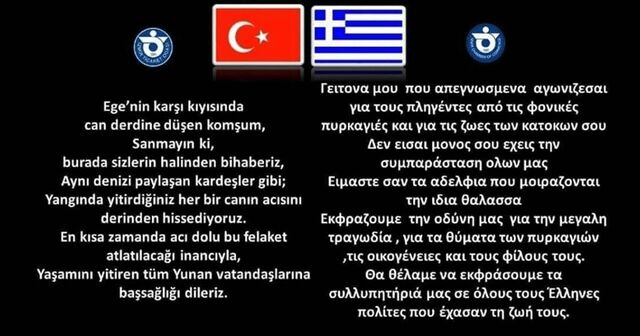 Ege’nin karşı kıyısında
can derdine düşen komşum,
Sanmayın ki,
burada sizlerin halinden bihaberiz,
Aynı denizi paylaşan kardeşler gibi;
Yangında yitirdiğiniz her bir canın acısını
derinden hissediyoruz.
En kısa zamanda acı dolu bu felaket
atlatılacağı inancıyla,
Yaşamını yitiren tüm Yunan vatandaşlarına
başsağlığı dileriz.
Γειτονα μου που απεγνωσμενα αγωνιζεσαι
για τους πληγέντες από τις φονικές
πυρκαγιές και για τις ζωες των κατοκων σου
Δεν εισαι μονος σου εχεις την
συμπαράσταση ολων μας
Ειμαστε σαν τα αδελφια που μοιραζονται
την ιδια θαλασσα
Εκφραζουμε την οδύνη μας για την μεγαλη
τραγωδία , για τα θύματα των πυρκαγιών
,τις οικογένειες και τους φίλους τους.
Θα θέλαμε να εκφράσουμε τα
συλλυπητήριά μας σε όλους τους Έλληνες
πολίτες που έχασαν τη ζωή τους.